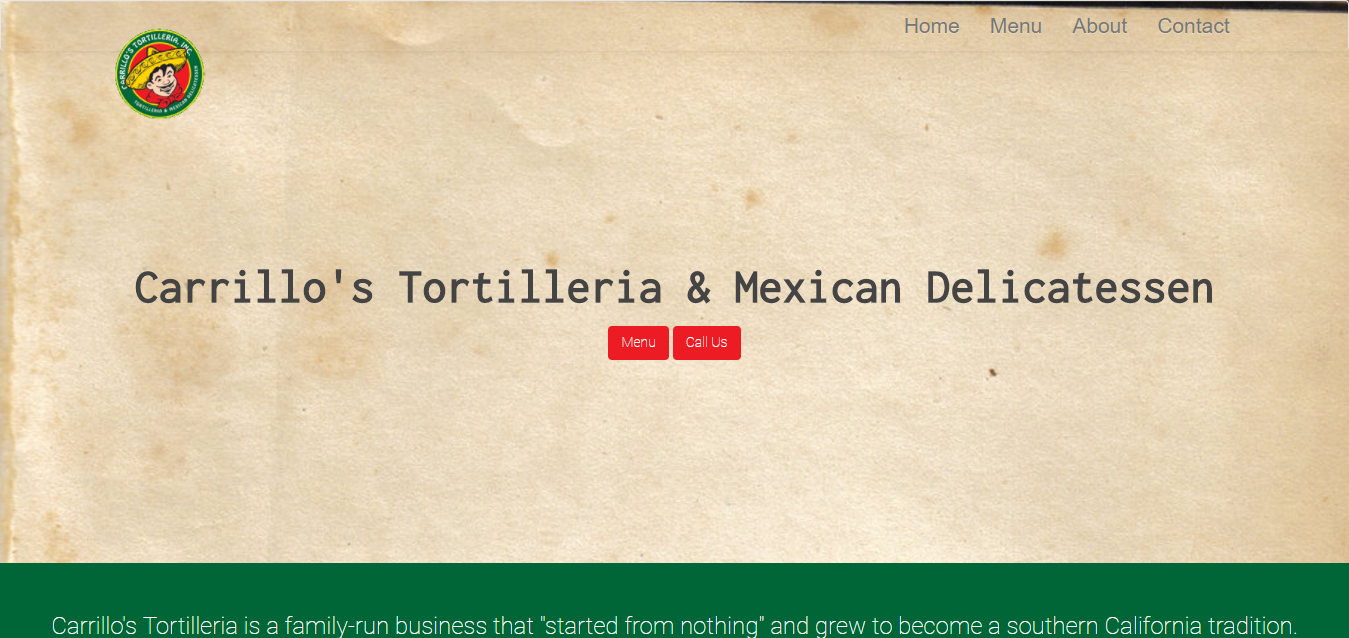 Home Menu About Contact
CARRILLO'S TORTILLERIA, INC.
TORTILLERIA & MEXICAN DELICATESSEN
Carrillo's Tortilleria & Mexican Delicatessen
Menu Call Us
Carrillo's Tortilleria is a family-run business that "started from nothing" and grew to become a southern California tradition.